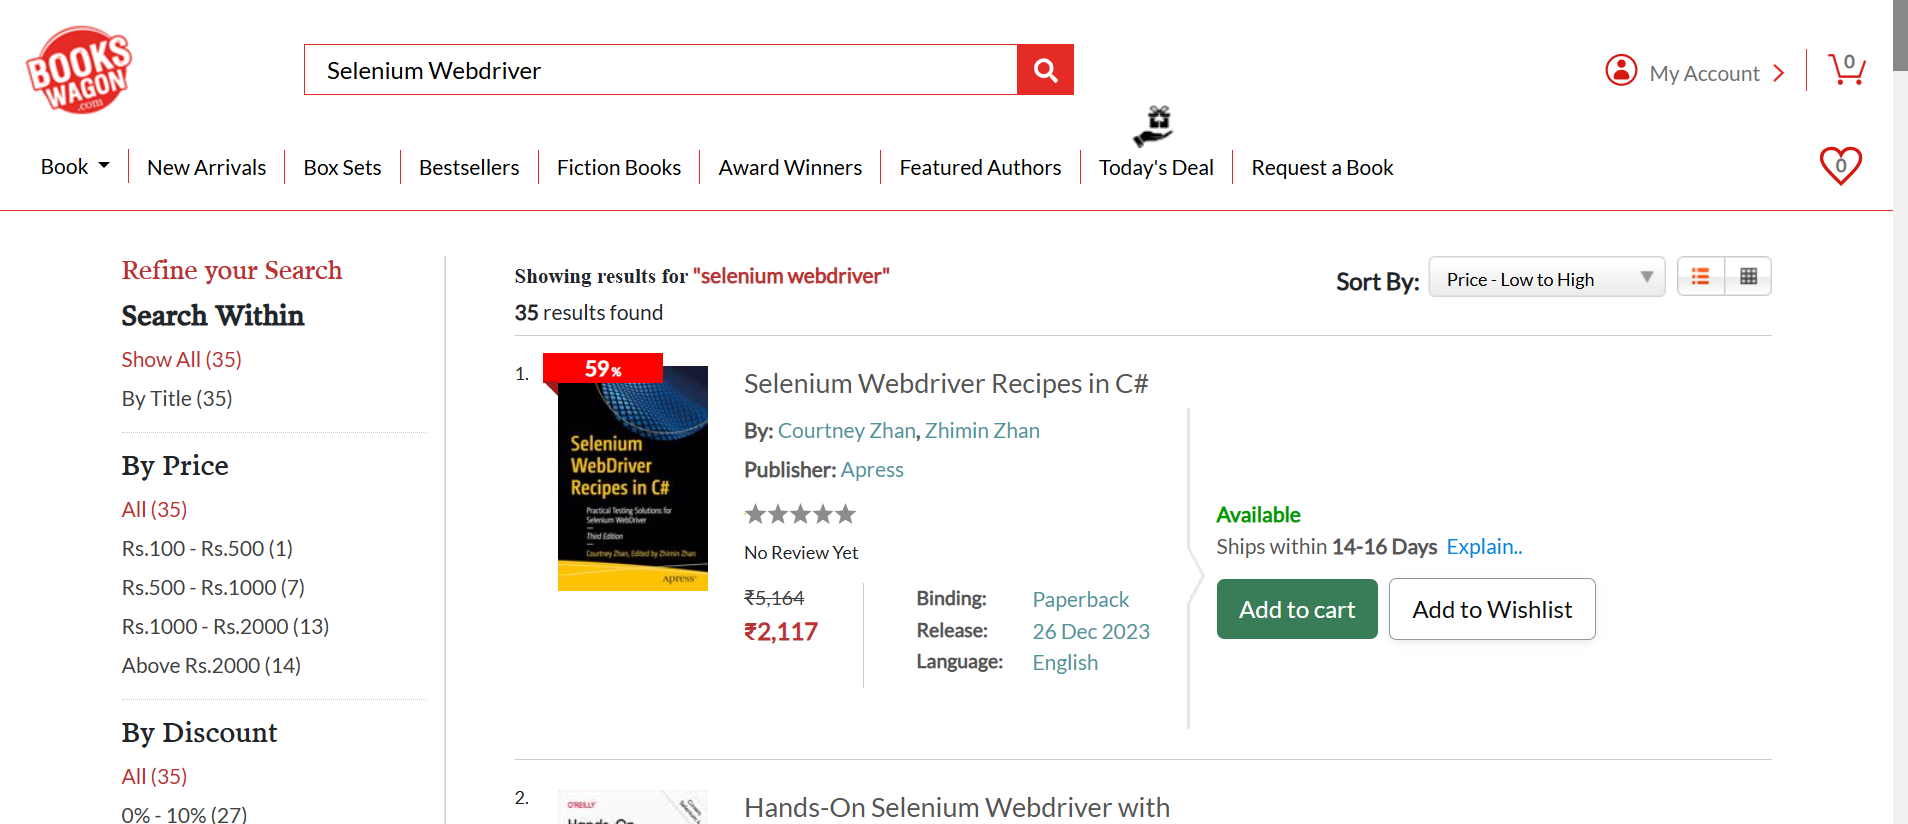 BOOKS
WAGON
.com
Selenium Webdriver
My Account
0
Book
New Arrivals
Box Sets
Bestsellers
Fiction Books
Award Winners
Featured Authors
Today's Deal
Request a Book
0
Refine your Search
Search Within
Show All (35)
By Title (35)
By Price
All (35)
Rs.100 - Rs.500 (1)
Rs.500 - Rs.1000 (7)
Rs.1000 - Rs.2000 (13)
Above Rs.2000 (14)
By Discount
All (35)
0% - 10% (27)
Showing results for "selenium webdriver"
35 results found
Sort By:
Price - Low to High
1.
59%
Selenium
WebDriver
Recipes in C#
Practical Testing Solutions for
Selenium WebDriver
Third Edition
Courtney Zhan, Edited by Zhimin Zhan
Apress®
Selenium Webdriver Recipes in C#
By: Courtney Zhan, Zhimin Zhan
Publisher: Apress
No Review Yet
₹5,164
₹2,117
Binding: Paperback
Release: 26 Dec 2023
Language: English
Available
Ships within 14-16 Days Explain..
Add to cart
Add to Wishlist
2.
O'REILLY
Hands-On
Hands-On Selenium Webdriver with